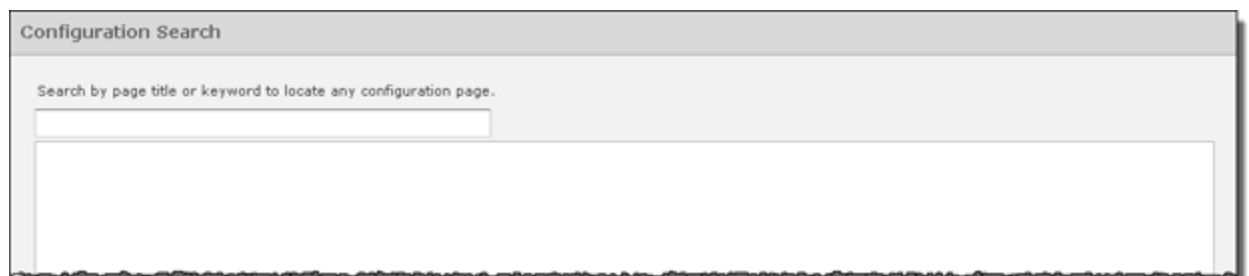 Configuration Search
Search by page title or keyword to locate any configuration page.